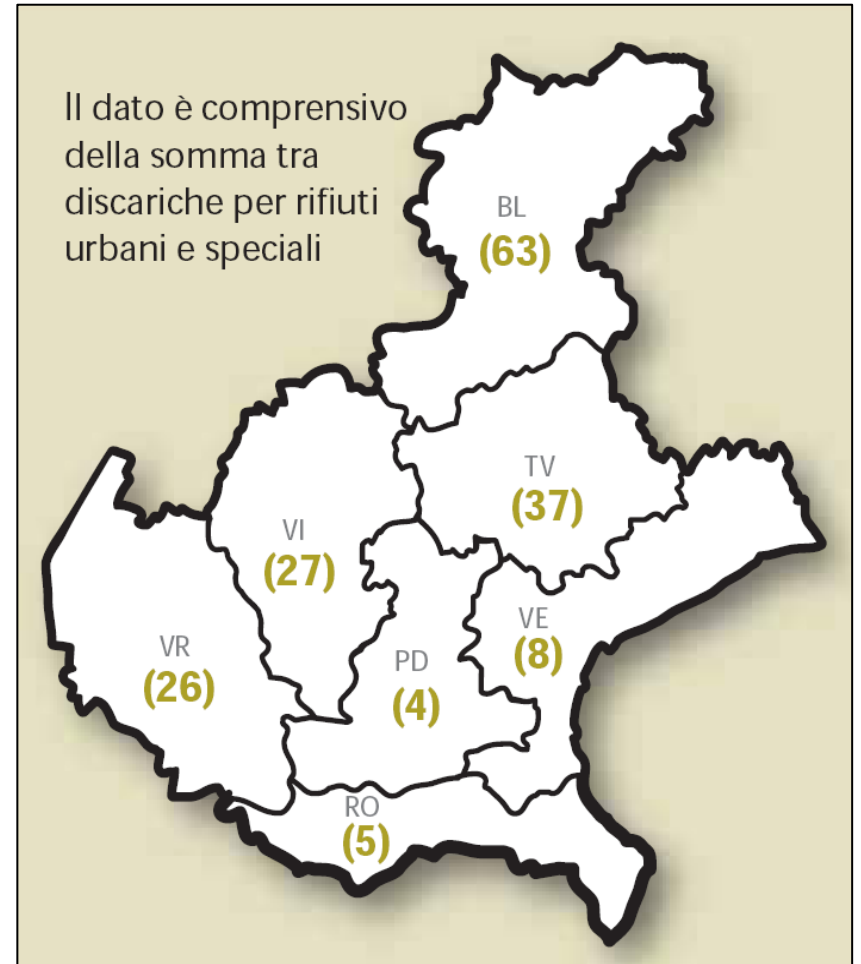 Il dato è comprensivo
della somma tra
discariche per rifiuti
urbani e speciali
BL
(63)
TV
(37)
VI
(27)
VE
(8)
VR
(26)
PD
(4)
RO
(5)